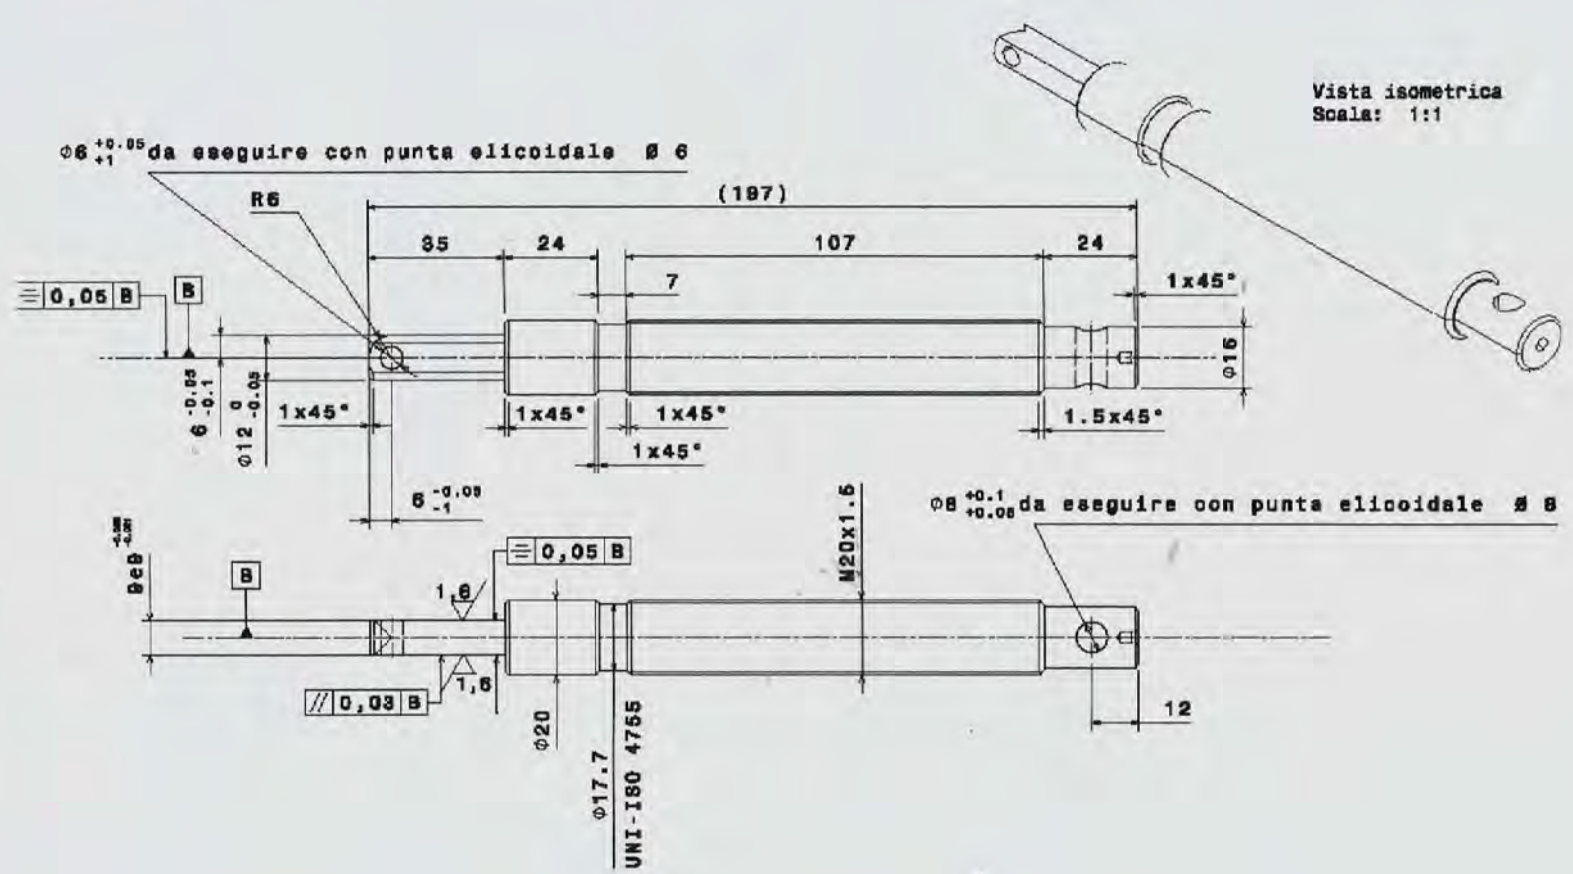 Vista isometrica
Scala: 1:1
Φ6 +0.05 +1 da eseguire con punta elicoidale Ø 6
R6
(197)
35
24
107
24
7
1x45°
0,05 B
B
Φ16
6 -0.05 -0.1
Φ12 0 -0.05
1x45°
1x45°
1x45°
1.5x45°
1x45°
6 -0.05 -1
0,05 B
M20x1.5
Φ8 +0.1 +0.05 da eseguire con punta elicoidale Ø 8
9e9
B
1,6
1,6
0,03 B
Φ20
Φ17.7
UNI-ISO 4755
12